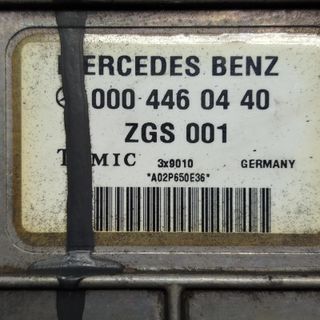 MERCEDES BENZ
000 446 04 40
ZGS 001
TEMIC 3x9010 GERMANY
*A02P650E36*